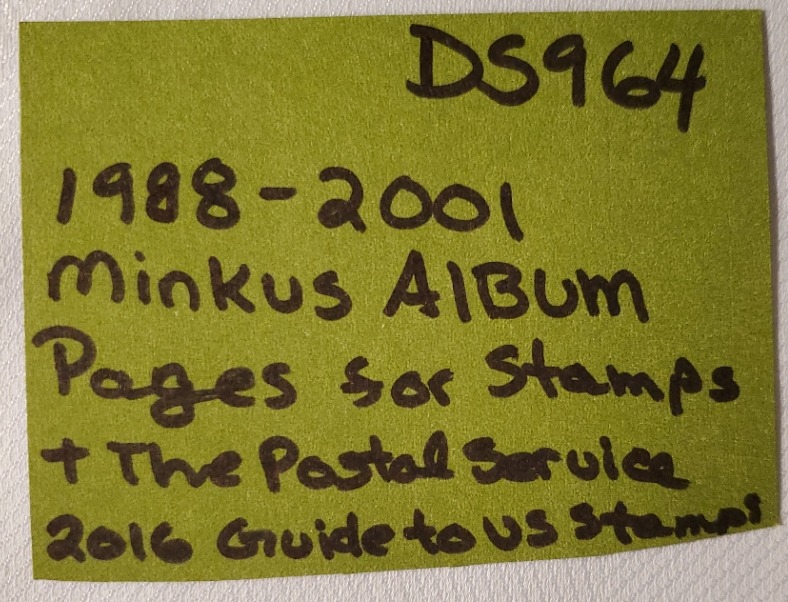 DS964
1988-2001
Minkus AlBUM
Pages for Stamps
+ The Postal Service
2016 Guide to US Stamps